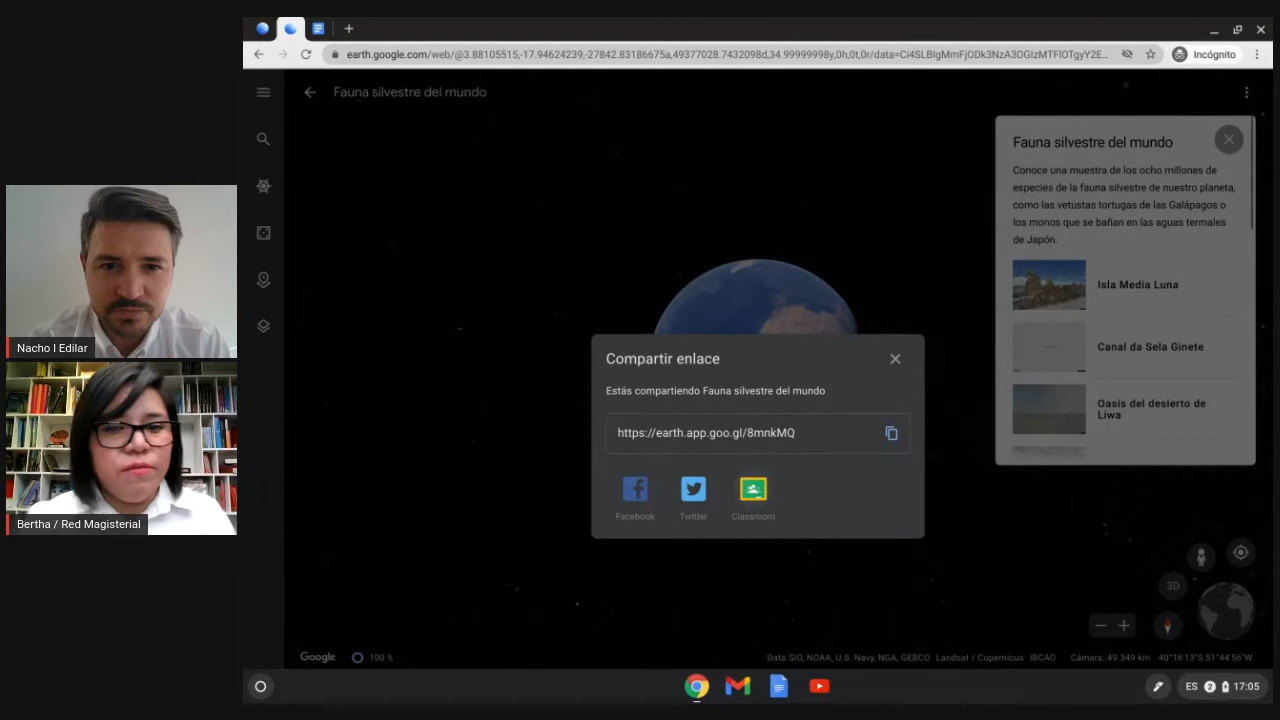 earth.google.com/web/@3.88105515,-17.94624239,-27842.83186675a,49377028.7432098d,34.99999998y,0h,0t,0r/data=Ci4SLBIgMmFjODk3NzA3OGIzMTFlOTgyY2E...
Incógnito
Fauna silvestre del mundo
Fauna silvestre del mundo
Conoce una muestra de los ocho millones de
especies de la fauna silvestre de nuestro planeta,
como las vetustas tortugas de las Galápagos o
los monos que se bañan en las aguas termales
de Japón.
Isla Media Luna
Canal da Sela Ginete
Oasis del desierto de
Liwa
Nacho I Edilar
Bertha / Red Magisterial
Compartir enlace
Estás compartiendo Fauna silvestre del mundo
https://earth.app.goo.gl/8mnkMQ
Facebook
Twitter
Classroom
3D
Google
100 %
Data SIO, NOAA, U.S. Navy, NGA, GEBCO Landsat / Copernicus IBCAO Cámara: 49.349 km 40°16'13"S 51°44'56"W
ES 2 17:05